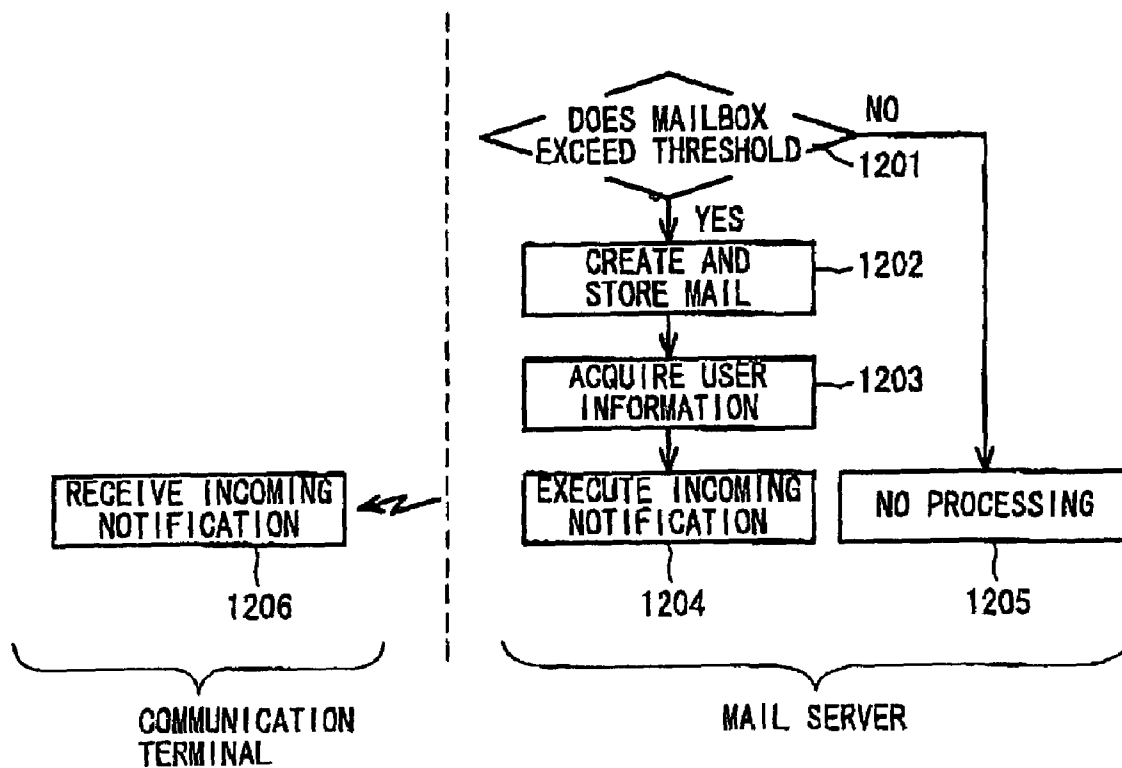 DOES MAILBOX
EXCEED THRESHOLD
NO
1201
YES
CREATE AND
STORE MAIL
1202
ACQUIRE USER
INFORMATION
1203
RECEIVE INCOMING
NOTIFICATION
EXECUTE INCOMING
NOTIFICATION
NO PROCESSING
1206
1204
1205
COMMUNICATION
TERMINAL
MAIL SERVER